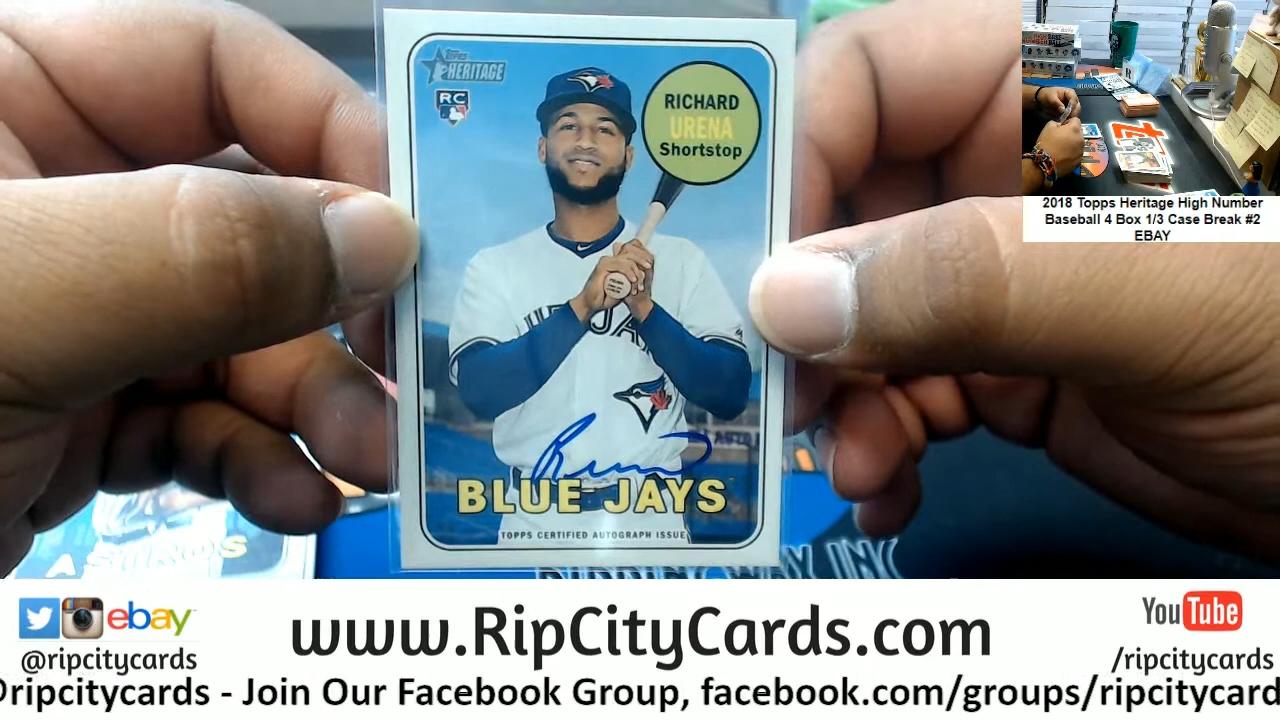 Topps
HERITAGE
RC
RICHARD
URENA
Shortstop
BLUE JAYS
TOPPS CERTIFIED AUTOGRAPH ISSUE
2018 Topps Heritage High Number
Baseball 4 Box 1/3 Case Break #2
EBAY
ebay
@ripcitycards
www.RipCityCards.com
YouTube
/ripcitycards
@ripcitycards - Join Our Facebook Group, facebook.com/groups/ripcitycard